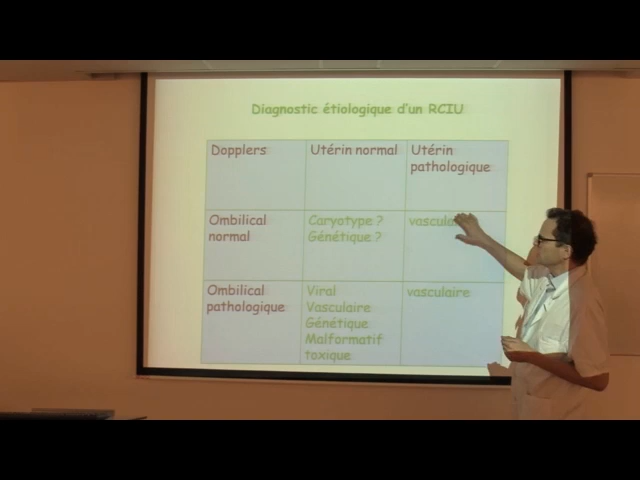 Diagnostic étiologique d'un RCIU
Dopplers
Utérin normal
Utérin
pathologique
Ombilical
normal
Caryotype ?
Génétique ?
Ombilical
pathologique
Viral
Vasculaire
Génétique
Malformatif
toxique
vasculaire